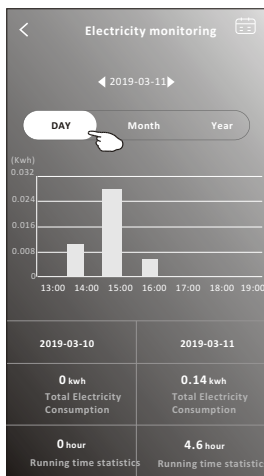 Electricity monitoring
2019-03-11
DAY Month Year
(Kwh)
0.032
0.024
0.016
0.008
0
13:00 14:00 15:00 16:00 17:00 18:00 19:00
2019-03-10 2019-03-11
0 kwh 0.14 kwh
Total Electricity Total Electricity
Consumption Consumption
0 hour 4.6 hour
Running time statistics Running time statistics